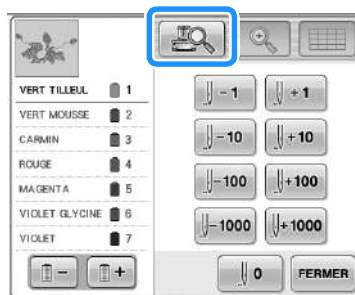 VERT TILLEUL 1
VERT MOUSSE 2
CARMIN 3
ROUGE 4
MAGENTA 5
VIOLET GLYCINE 6
VIOLET 7
- +
-1 +1
-10 +10
-100 +100
-1000 +1000
0 FERMER